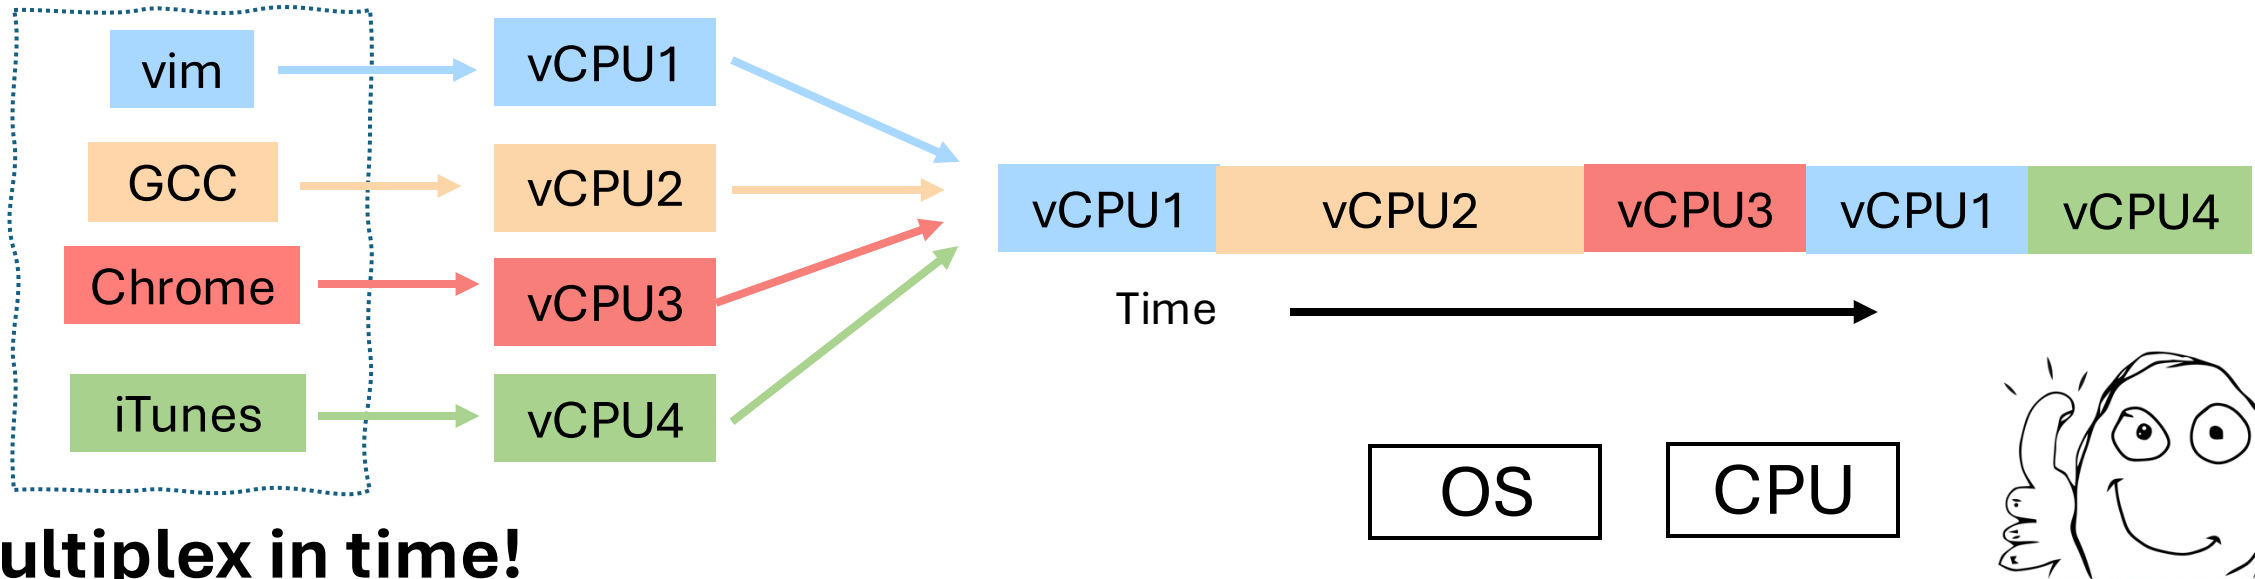 vim
vCPU1
GCC
vCPU2
Chrome
vCPU3
iTunes
vCPU4
vCPU1 vCPU2 vCPU3 vCPU1 vCPU4
Time
OS
CPU
ultiplex in time!